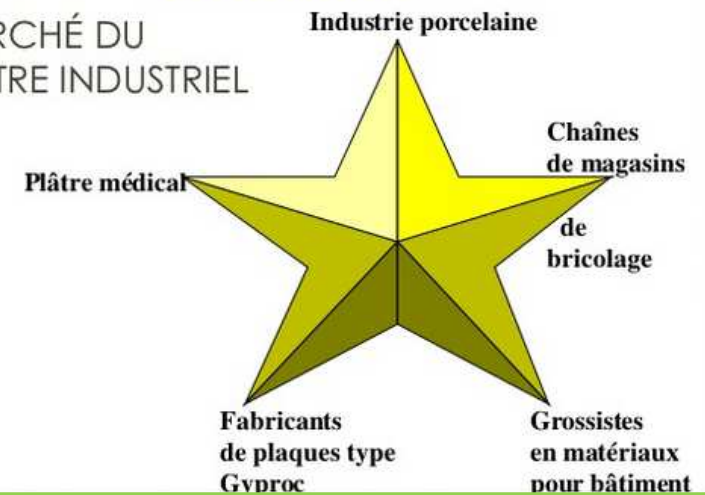 RCHÉ DU
TRE INDUSTRIEL
Industrie porcelaine
Chaînes
de magasins
de
bricolage
Plâtre médical
Fabricants
de plaques type
Gyproc
Grossistes
en matériaux
pour bâtiment